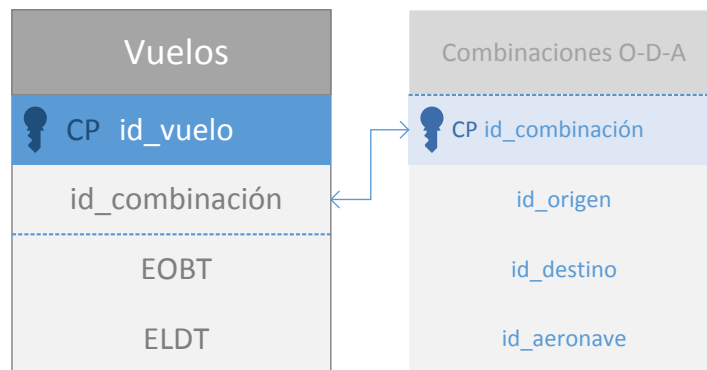 Vuelos
CP id_vuelo
id_combinación
EOBT
ELDT
Combinaciones O-D-A
CP id_combinación
id_origen
id_destino
id_aeronave